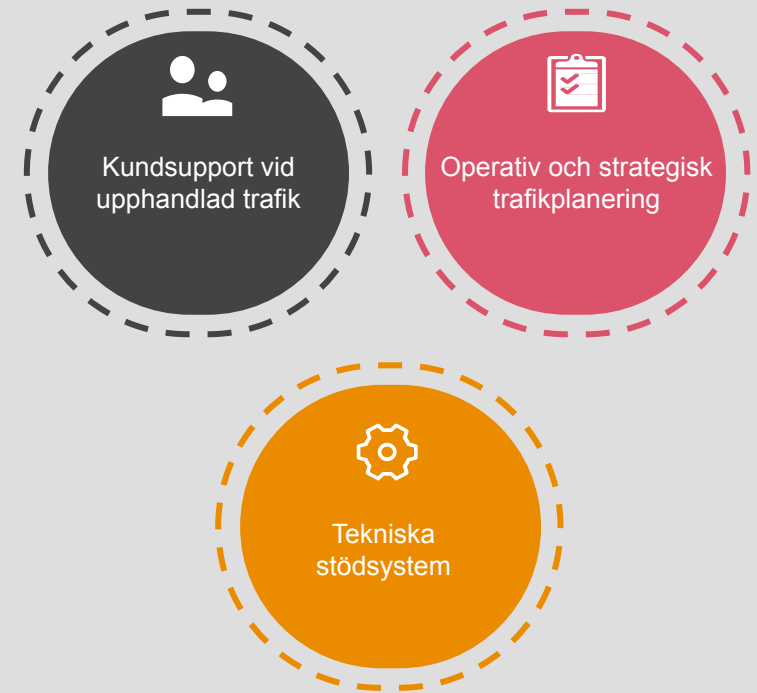 Kundsupport vid
upphandlad trafik
Operativ och strategisk
trafikplanering
Tekniska
stödsystem